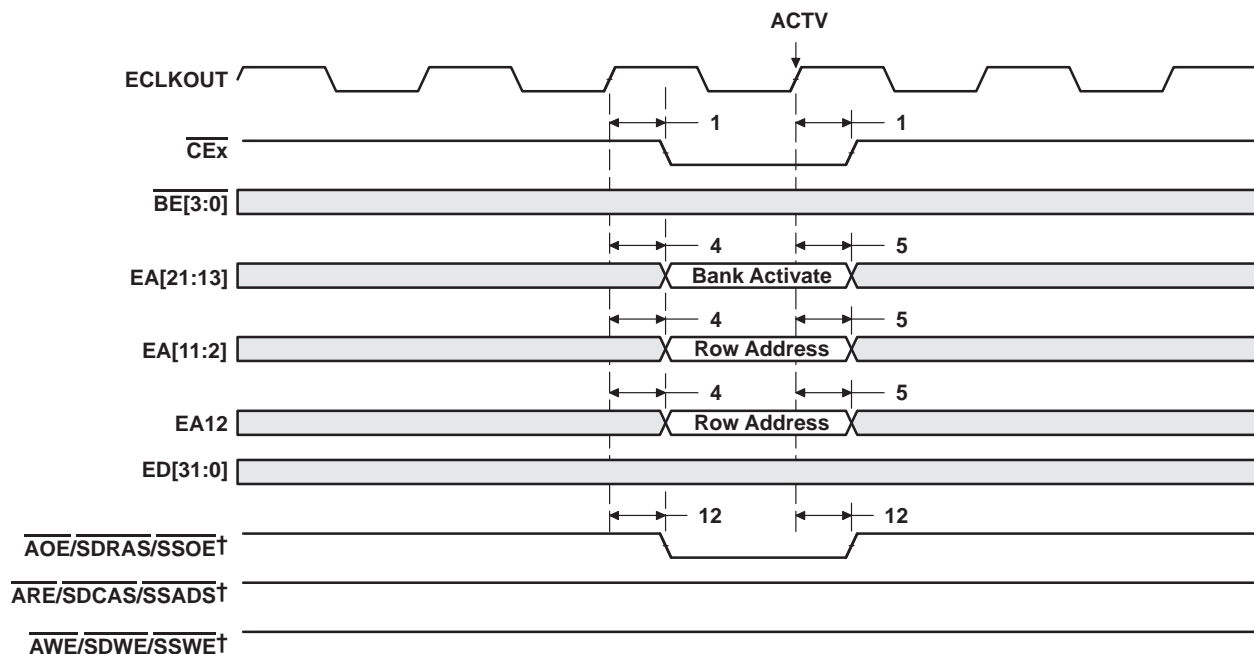 ACTV
ECLKOUT
1 1
CEx
BE[3:0]
4 5
EA[21:13] Bank Activate
4 5
EA[11:2] Row Address
4 5
EA12 Row Address
ED[31:0]
12 12
AOE/SDRAS/SSOE†
ARE/SDCAS/SSADS†
AWE/SDWE/SSWE†